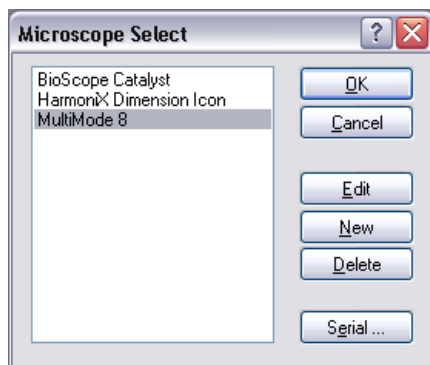 Microscope Select
?
BioScope Catalyst
HarmoniX Dimension Icon
MultiMode 8
OK
Cancel
Edit
New
Delete
Serial ...